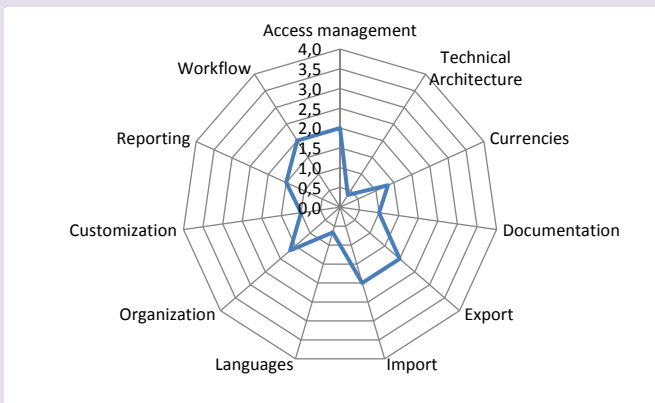 Access management
4,0
3,5
3,0
2,5
2,0
1,5
1,0
0,5
0,0
Technical
Architecture
Currencies
Documentation
Export
Import
Languages
Organization
Customization
Reporting
Workflow